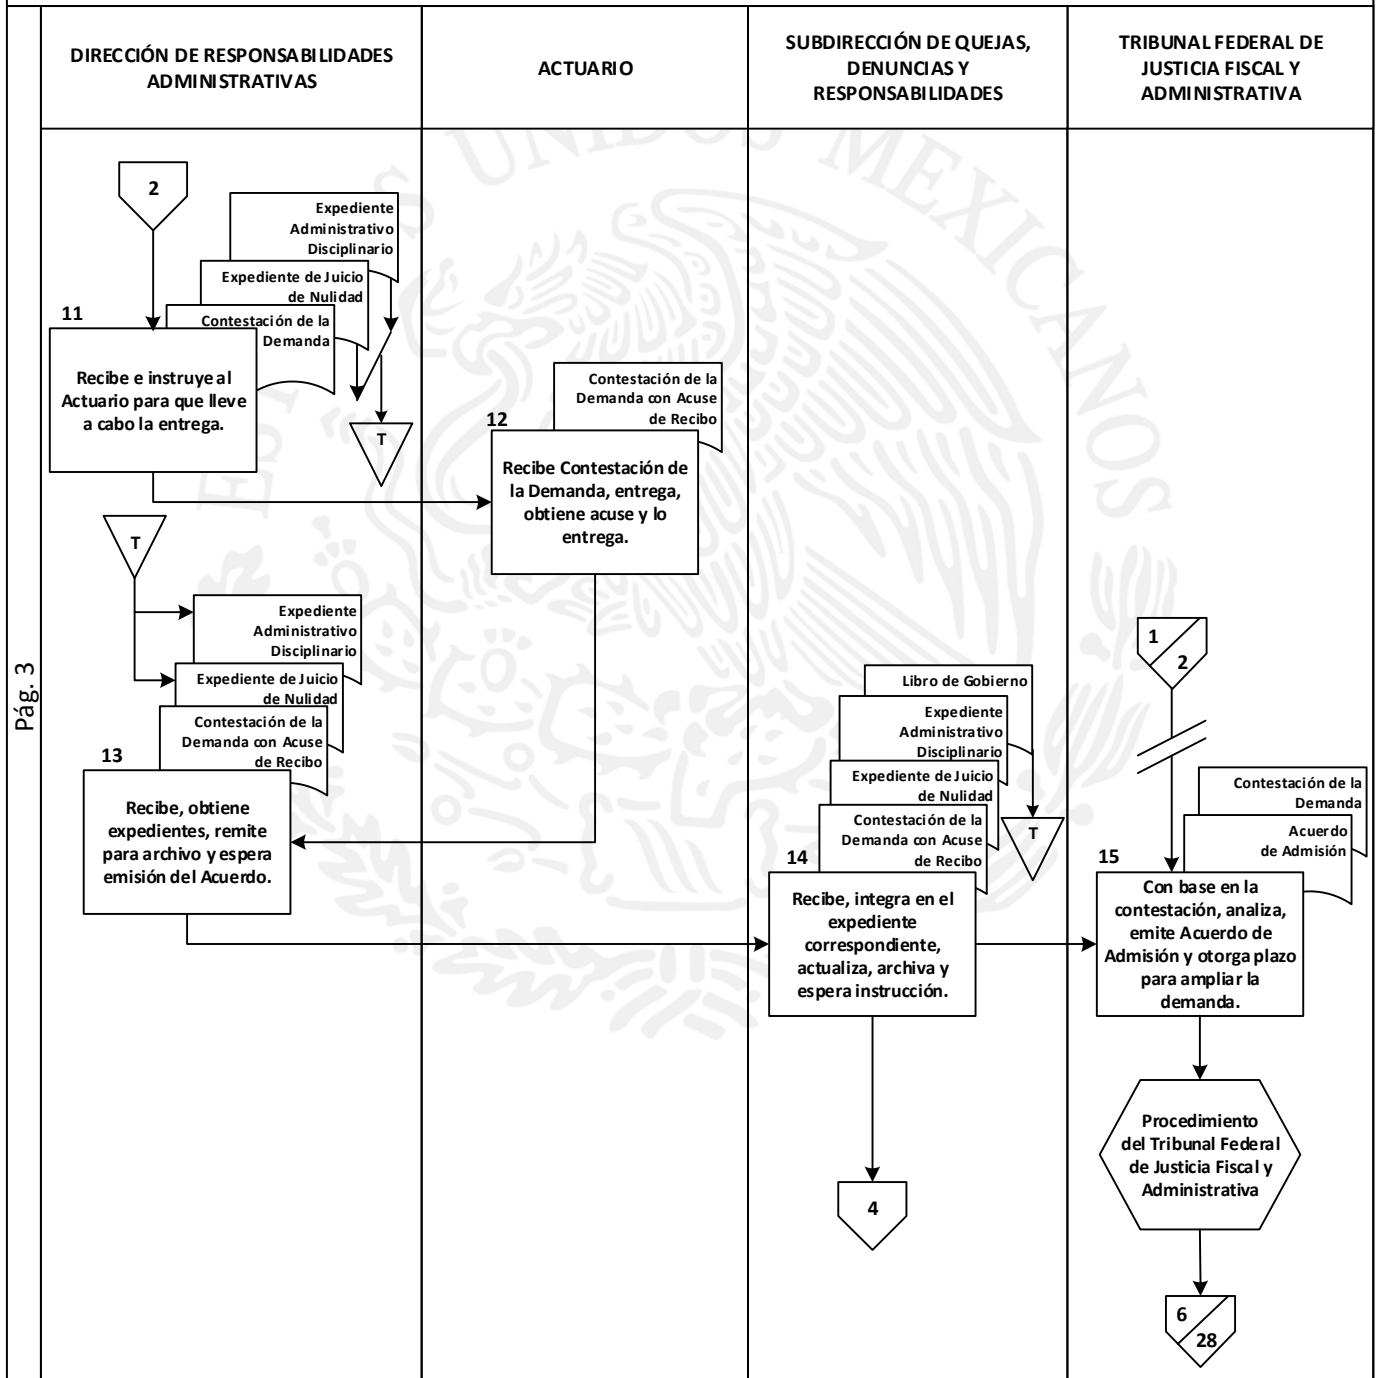 DIRECCIÓN DE RESPONSABILIDADES
ADMINISTRATIVAS
ACTUARIO
SUBDIRECCIÓN DE QUEJAS,
DENUNCIAS Y
RESPONSABILIDADES
TRIBUNAL FEDERAL DE
JUSTICIA FISCAL Y
ADMINISTRATIVA
Pág. 3
UNIDOS MEXICANOS
2
Expediente
Administrativo
Disciplinario
Expediente de Juicio
de Nulidad
Contestación de la
Demanda
11
Recibe e instruye al
Actuario para que lleve
a cabo la entrega.
T
Contestación de la
Demanda con Acuse
de Recibo
12
Recibe Contestación de
la Demanda, entrega,
obtiene acuse y lo
entrega.
T
Expediente
Administrativo
Disciplinario
Expediente de Juicio
de Nulidad
Contestación de la
Demanda con Acuse
de Recibo
13
Recibe, obtiene
expedientes, remite
para archivo y espera
emisión del Acuerdo.
Libro de Gobierno
Expediente
Administrativo
Disciplinario
Expediente de Juicio
de Nulidad
Contestación de la
Demanda con Acuse
de Recibo
T
14
Recibe, integra en el
expediente
correspondiente,
actualiza, archiva y
espera instrucción.
4
1
2
Contestación de la
Demanda
Acuerdo
de Admisión
15
Con base en la
contestación, analiza,
emite Acuerdo de
Admisión y otorga plazo
para ampliar la
demanda.
Procedimiento
del Tribunal Federal
de Justicia Fiscal y
Administrativa
6
28